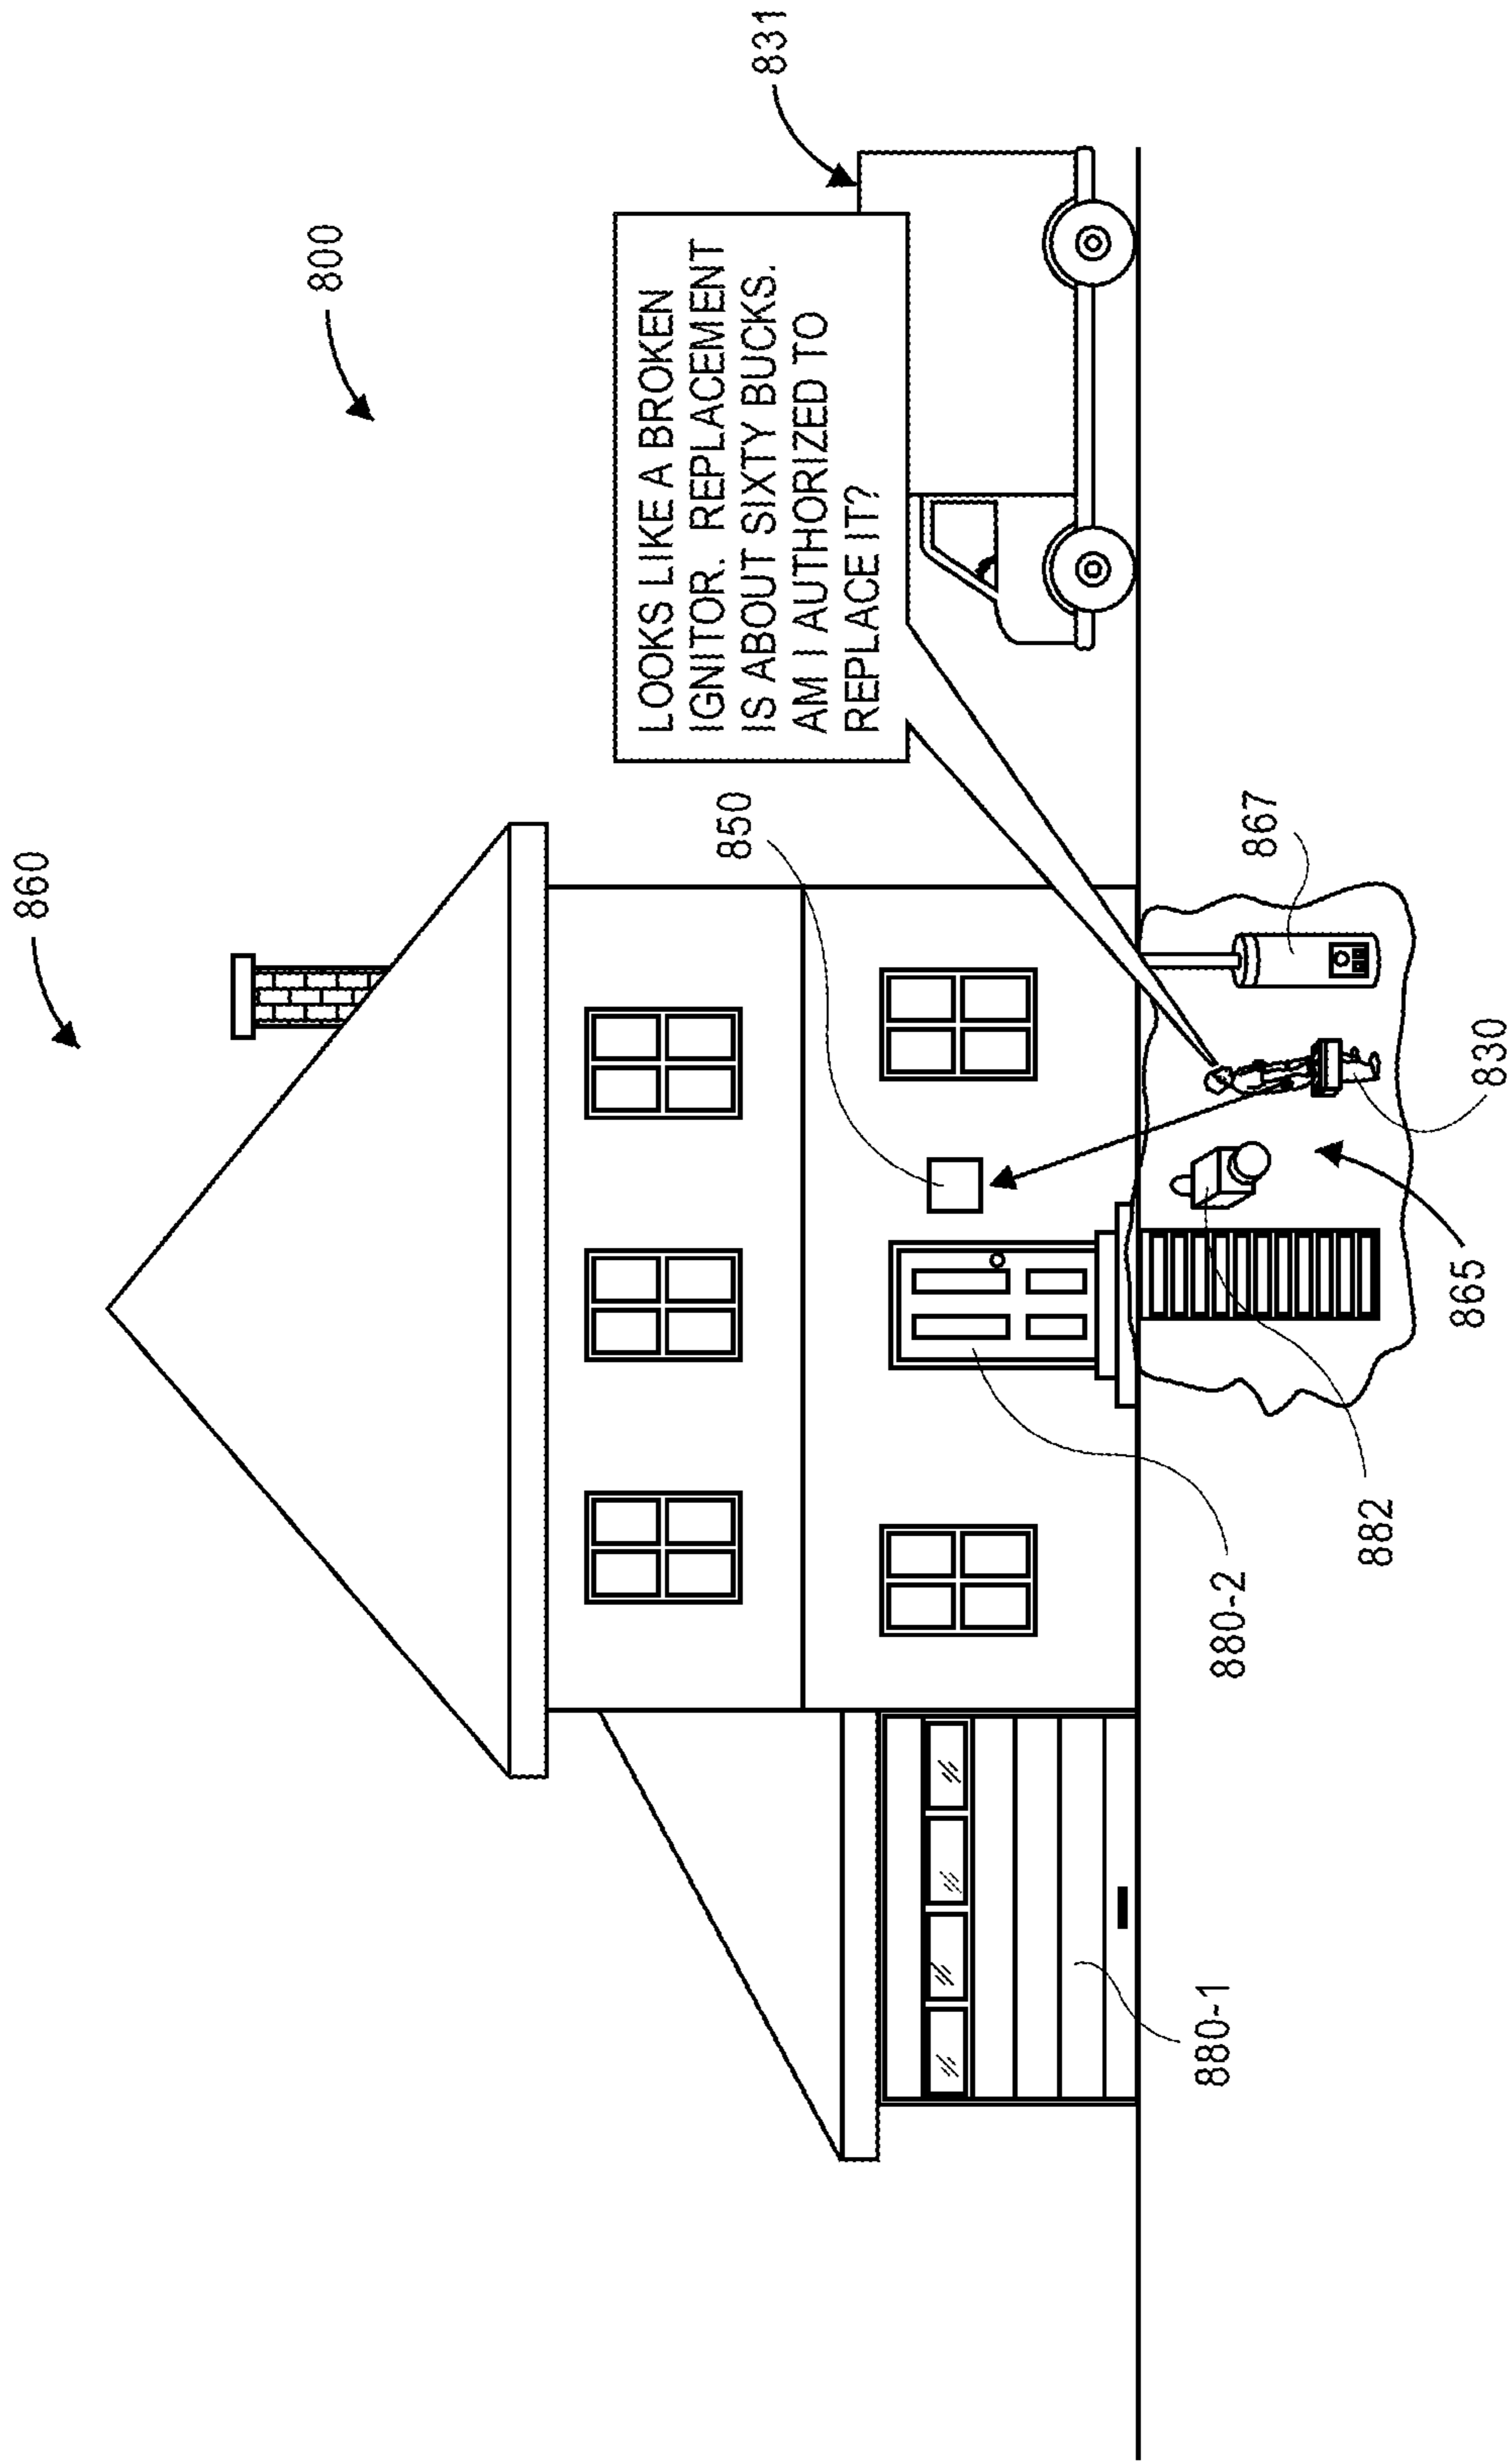 860
800
831
LOOKS LIKE A BROKEN
IGNITOR. REPLACEMENT
IS ABOUT SIXTY BUCKS.
AM I AUTHORIZED TO
REPLACE IT?
850
867
830
865
882
880-2
880-1